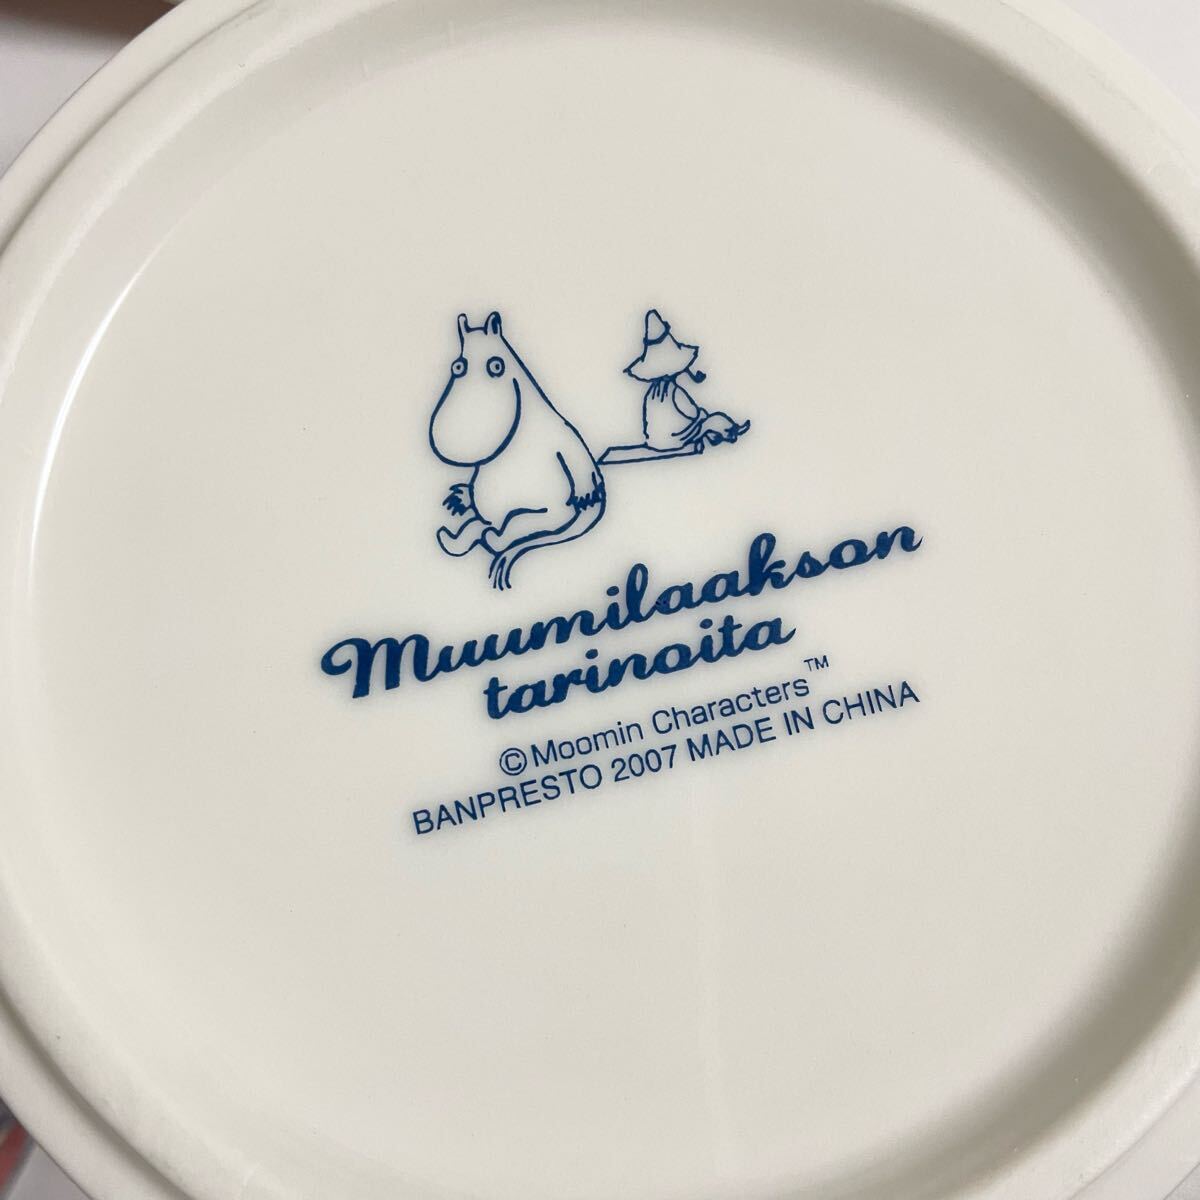 Muumilaakson
tarinoita
©Moomin Characters™
BANPRESTO 2007 MADE IN CHINA